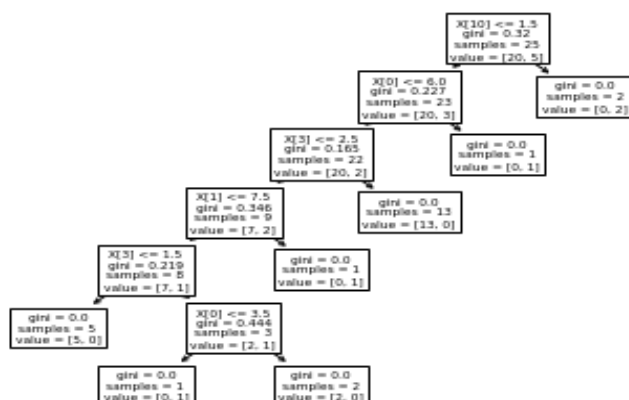 X[10] <= 1.5
gini = 0.32
samples = 25
value = [20, 5]
X[0] <= 6.0
gini = 0.227
samples = 23
value = [20, 3]
gini = 0.0
samples = 2
value = [0, 2]
X[3] <= 2.5
gini = 0.165
samples = 22
value = [20, 2]
gini = 0.0
samples = 1
value = [0, 1]
X[1] <= 7.5
gini = 0.346
samples = 9
value = [7, 2]
gini = 0.0
samples = 13
value = [13, 0]
X[3] <= 1.5
gini = 0.219
samples = 8
value = [7, 1]
gini = 0.0
samples = 1
value = [0, 1]
gini = 0.0
samples = 5
value = [5, 0]
X[0] <= 3.5
gini = 0.444
samples = 3
value = [2, 1]
gini = 0.0
samples = 1
value = [0, 1]
gini = 0.0
samples = 2
value = [2, 0]